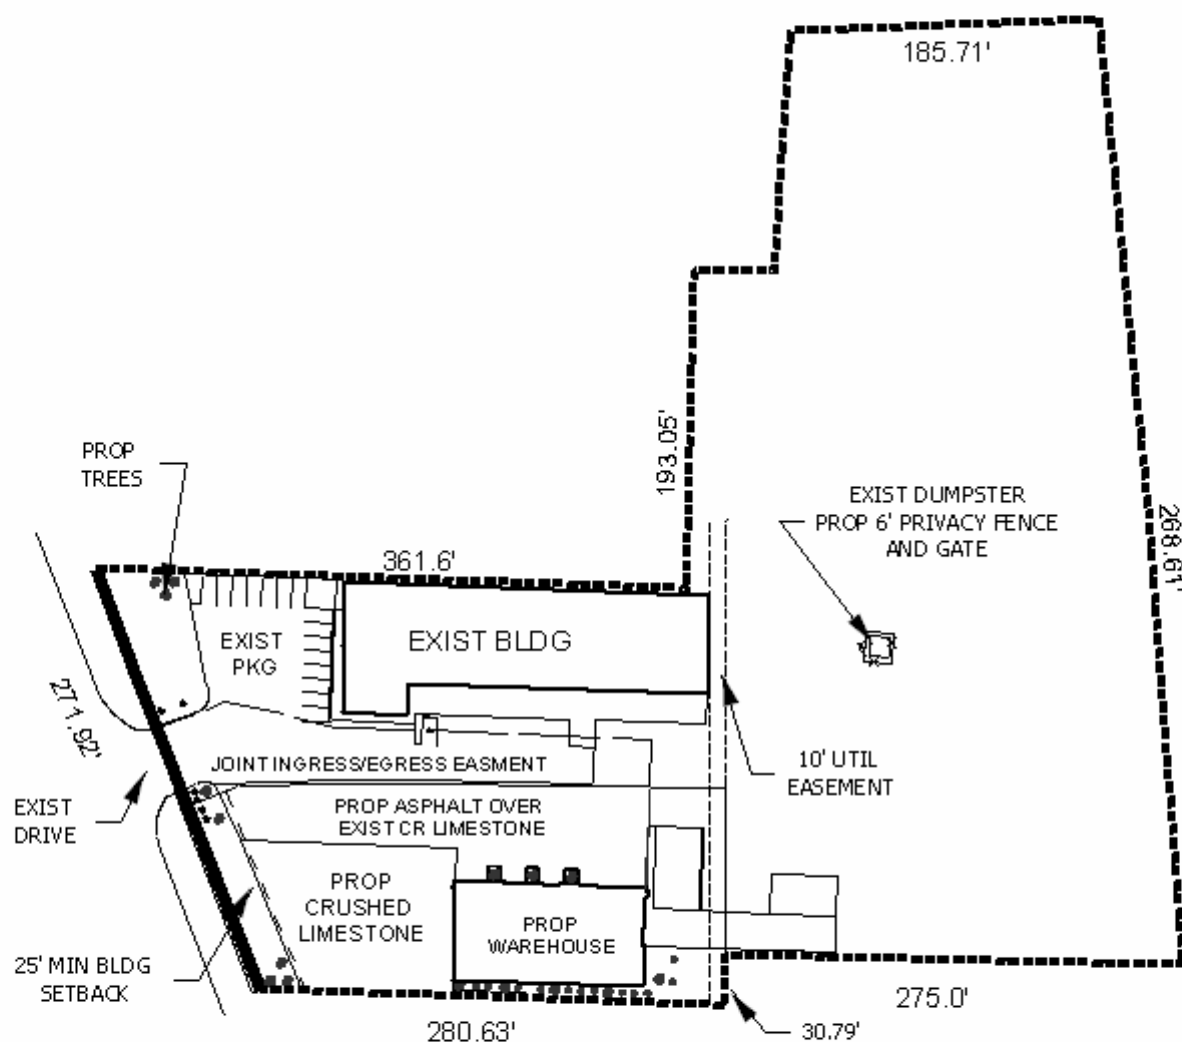 185.71'
193.05'
PROP
TREES
EXIST DUMPSTER
PROP 6' PRIVACY FENCE
AND GATE
268.61'
361.6'
EXIST
PKG
EXIST BLDG
271.92'
JOINT INGRESS/EGRESS EASMENT
10' UTIL
EASEMENT
EXIST
DRIVE
PROP ASPHALT OVER
EXIST CR LIMESTONE
PROP
CRUSHED
LIMESTONE
PROP
WAREHOUSE
25' MIN BLDG
SETBACK
275.0'
280.63'
30.79'